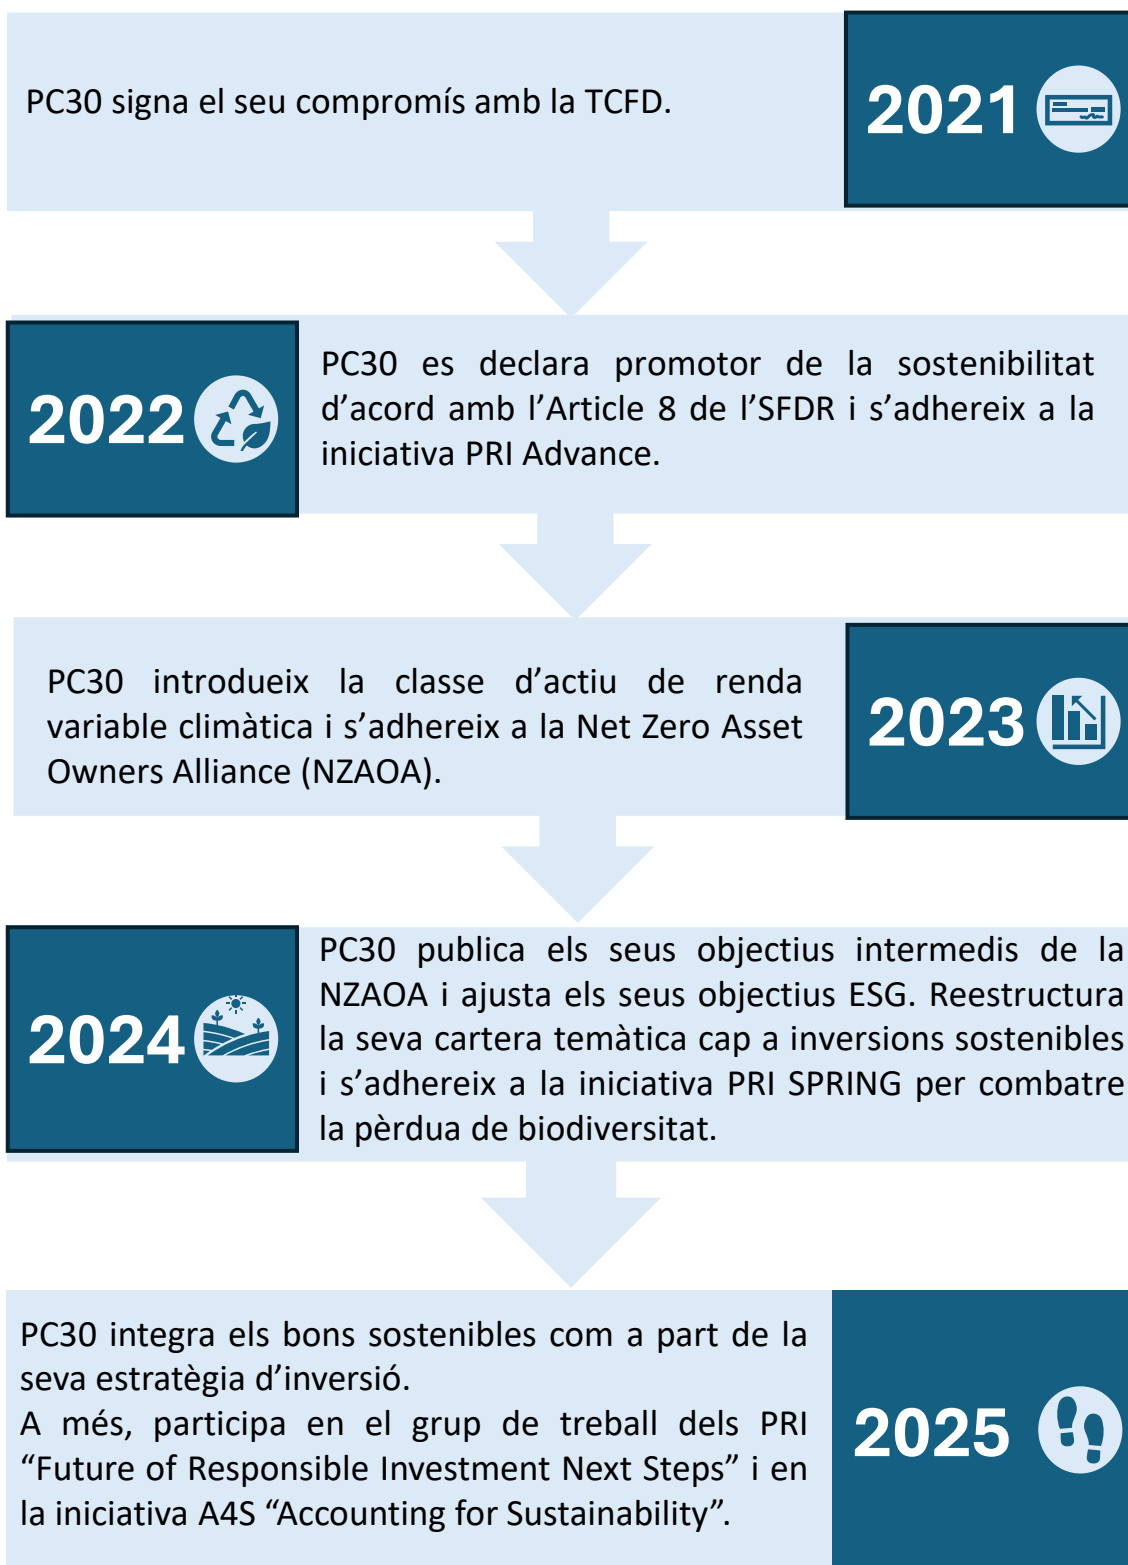 PC30 signa el seu compromís amb la TCFD.
2021
2022
PC30 es declara promotor de la sostenibilitat
d’acord amb l’Article 8 de l’SFDR i s’adhereix a la
iniciativa PRI Advance.
PC30 introdueix la classe d’actiu de renda
variable climàtica i s’adhereix a la Net Zero Asset
Owners Alliance (NZAOA).
2023
2024
PC30 publica els seus objectius intermedis de la
NZAOA i ajusta els seus objectius ESG. Reestructura
la seva cartera temàtica cap a inversions sostenibles
i s’adhereix a la iniciativa PRI SPRING per combatre
la pèrdua de biodiversitat.
PC30 integra els bons sostenibles com a part de la
seva estratègia d’inversió.
A més, participa en el grup de treball dels PRI
“Future of Responsible Investment Next Steps” i en
la iniciativa A4S “Accounting for Sustainability”.
2025